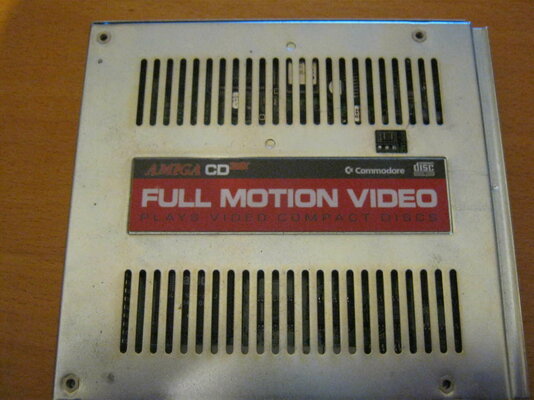 AMIGA CD32
Commodore
DISC
FULL MOTION VIDEO
PLAYS VIDEO COMPACT DISCS